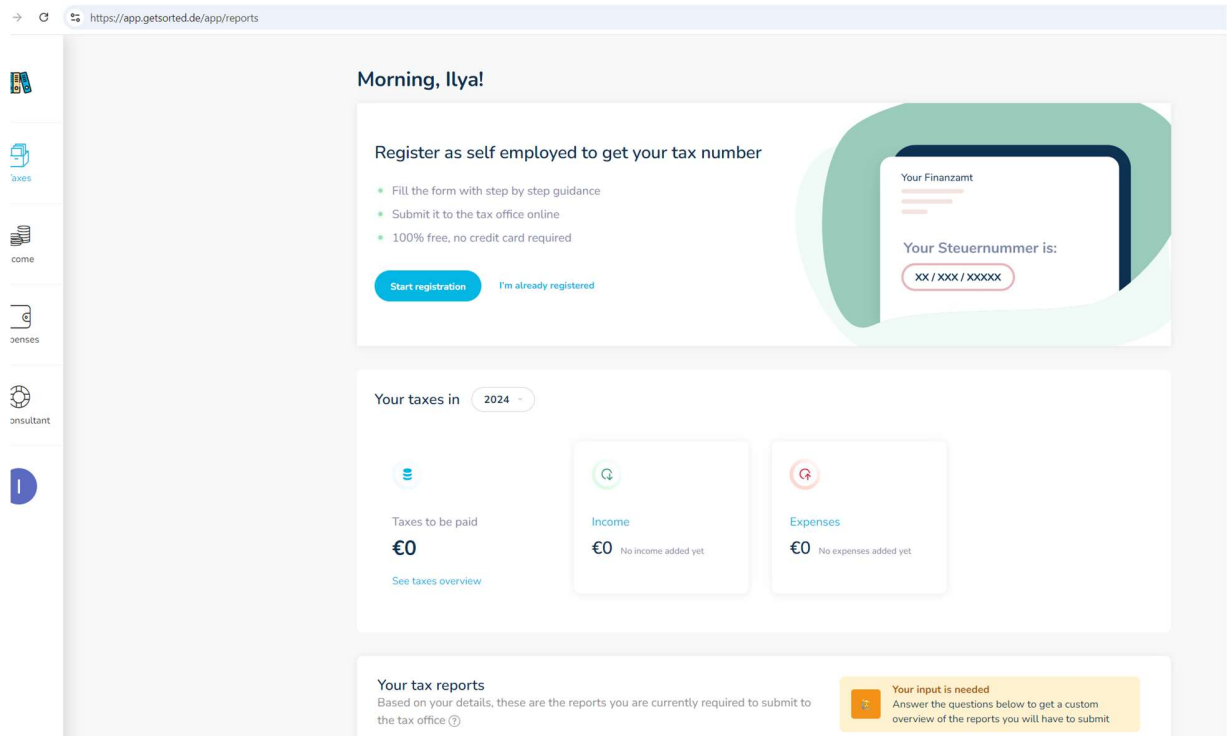 https://app.getsorted.de/app/reports
Morning, Ilya!
Register as self employed to get your tax number
Fill the form with step by step guidance
Submit it to the tax office online
100% free, no credit card required
Start registration
I'm already registered
Your Finanzamt
Your Steuernummer is:
XX / XXX / XXXXX
axes
come
penses
onsultant
I
Your taxes in 2024
Taxes to be paid
€0
See taxes overview
Income
€0 No income added yet
Expenses
€0 No expenses added yet
Your tax reports
Based on your details, these are the reports you are currently required to submit to
the tax office ?
Your input is needed
Answer the questions below to get a custom
overview of the reports you will have to submit